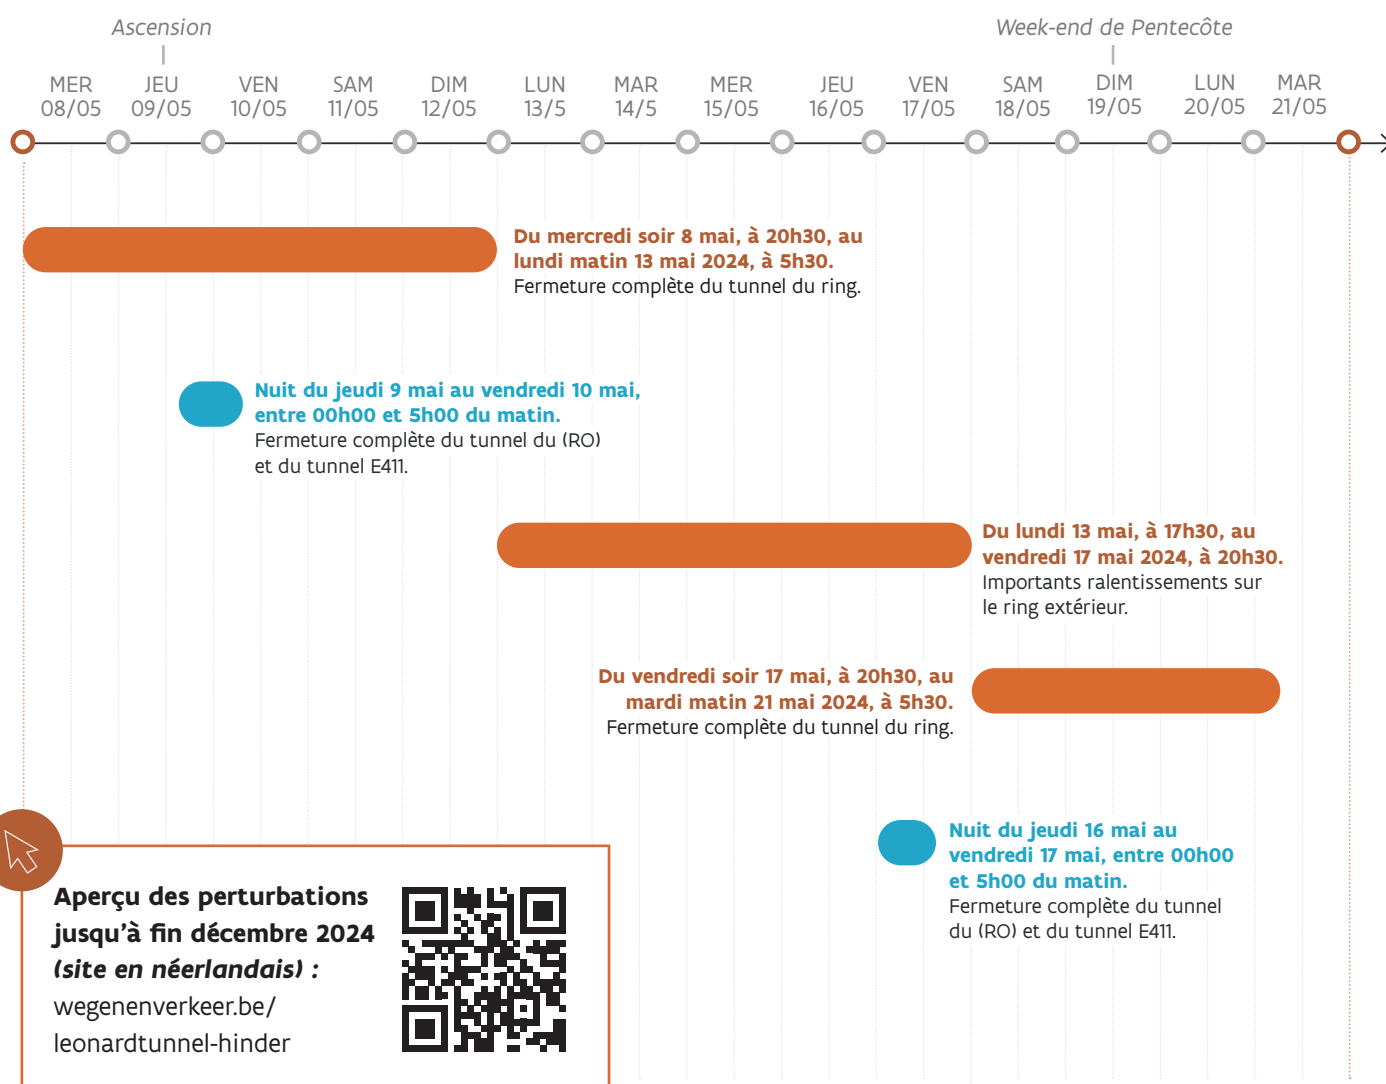 Ascension
Week-end de Pentecôte
MER JEU VEN SAM DIM LUN MAR MER JEU VEN SAM DIM LUN MAR
08/05 09/05 10/05 11/05 12/05 13/5 14/5 15/05 16/05 17/05 18/05 19/05 20/05 21/05
Du mercredi soir 8 mai, à 20h30, au
lundi matin 13 mai 2024, à 5h30.
Fermeture complète du tunnel du ring.
Nuit du jeudi 9 mai au vendredi 10 mai,
entre 00h00 et 5h00 du matin.
Fermeture complète du tunnel du (RO)
et du tunnel E411.
Du lundi 13 mai, à 17h30, au
vendredi 17 mai 2024, à 20h30.
Importants ralentissements sur
le ring extérieur.
Du vendredi soir 17 mai, à 20h30, au
mardi matin 21 mai 2024, à 5h30.
Fermeture complète du tunnel du ring.
Nuit du jeudi 16 mai au
vendredi 17 mai, entre 00h00
et 5h00 du matin.
Fermeture complète du tunnel
du (RO) et du tunnel E411.
Aperçu des perturbations
jusqu'à fin décembre 2024
(site en néerlandais) :
wegenenverkeer.be/
leonardtunnel-hinder